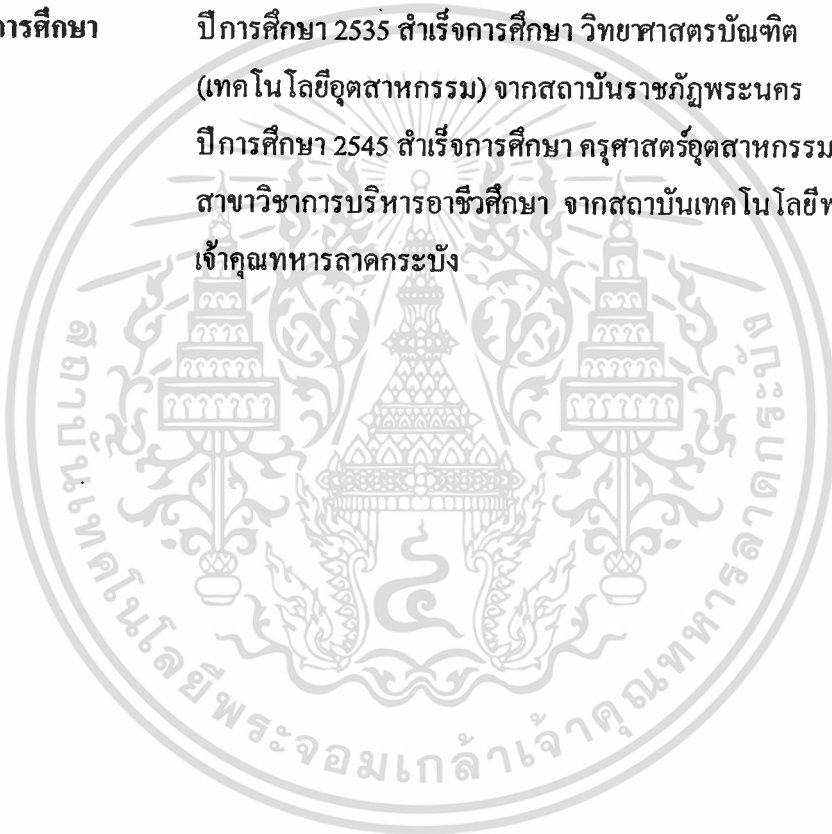 การศึกษา ปีการศึกษา 2535 สำเร็จการศึกษา วิทยาศาสตรบัณฑิต
(เทคโนโลยีอุตสาหกรรม) จากสถาบันราชภัฏพระนคร
ปีการศึกษา 2545 สำเร็จการศึกษา ครุศาสตร์อุตสาหกรรม
สาขาวิชาการบริหารอาชีวศึกษา จากสถาบันเทคโนโลยีพ
เจ้าคุณทหารลาดกระบัง
สถาบันเทคโนโลยีพระจอมเกล้าเจ้าคุณทหารลาดกระบัง